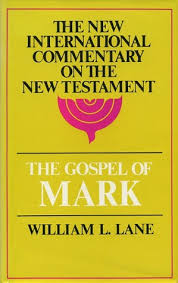 THE NEW
INTERNATIONAL
COMMENTARY
ON THE
NEW TESTAMENT
THE GOSPEL OF
MARK
WILLIAM L. LANE